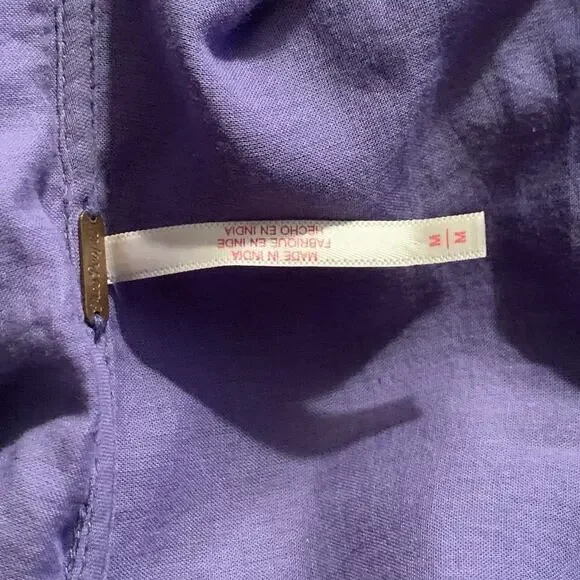 MADE IN INDIA
FABRIQUE EN INDE
HECHO EN INDIA
M
M